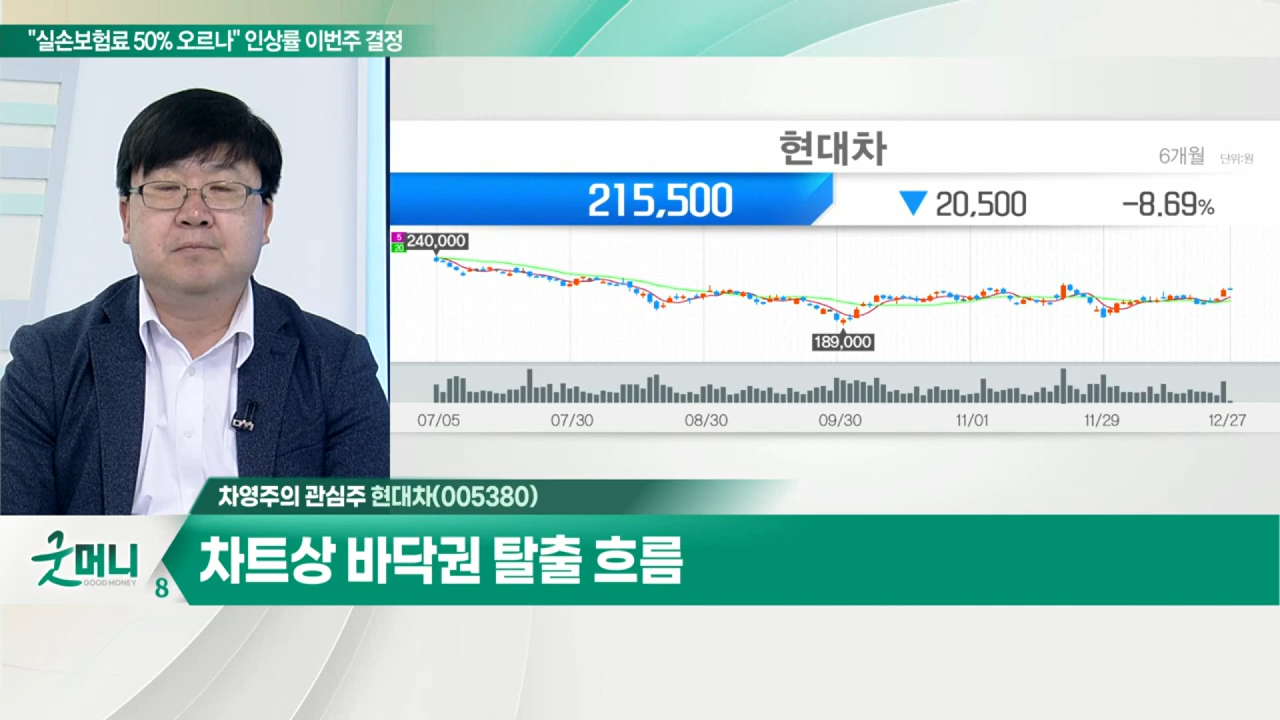 "실손보험료 50% 오르나" 인상률 이번주 결정
현대차
6개월 단위:원
215,500 ▼ 20,500 -8.69%
5
20
240,000
189,000
07/05 07/30 08/30 09/30 11/01 11/29 12/27
차영주의 관심주 현대차(005380)
굿머니
GOOD MONEY
8
차트상 바닥권 탈출 흐름